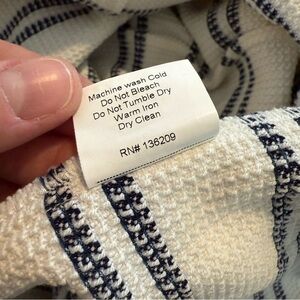 Machine wash Cold
Do Not Bleach
Do Not Tumble Dry
Warm Iron
Dry Clean
RN# 136209